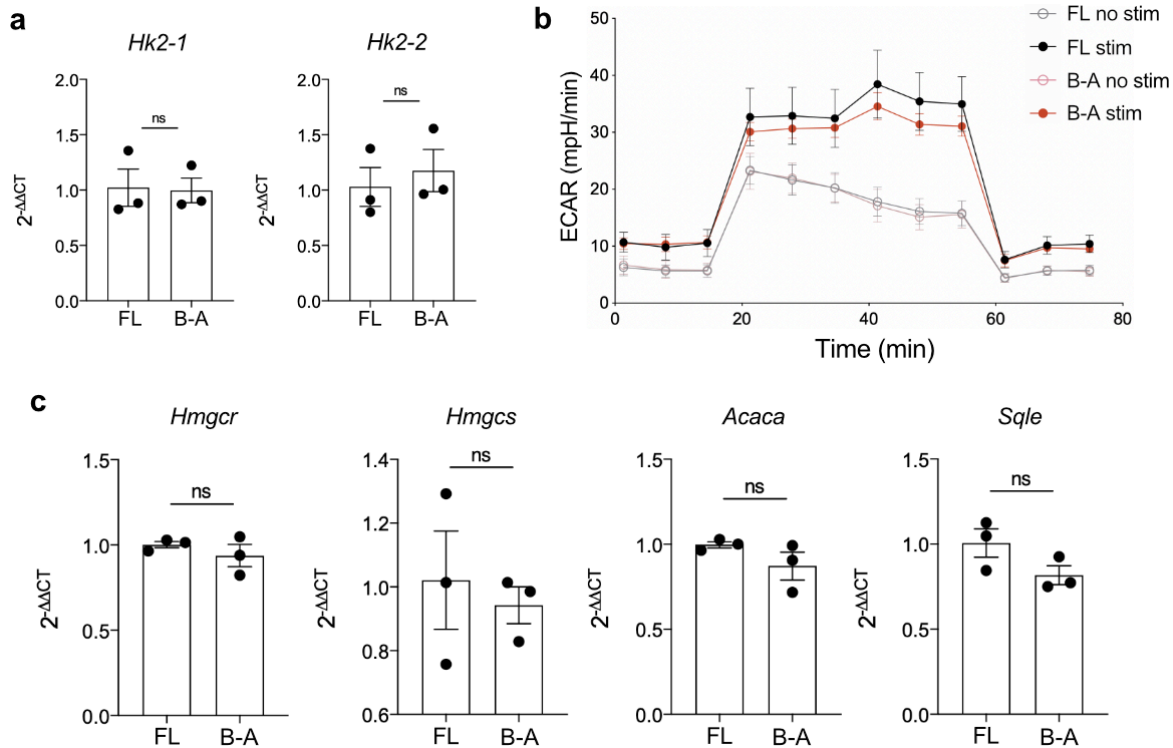 a
Hk2-1
2.0
1.5
1.0
0.5
0.0
2-ΔΔCT
ns
FL B-A
Hk2-2
2.0
1.5
1.0
0.5
0.0
2-ΔΔCT
ns
FL B-A
b
50
40
30
20
10
0
ECAR (mpH/min)
0 20 40 60 80
Time (min)
FL no stim
FL stim
B-A no stim
B-A stim
c
Hmgcr
1.5
1.0
0.5
0.0
2-ΔΔCT
ns
FL B-A
Hmgcs
1.4
1.2
1.0
0.8
0.6
2-ΔΔCT
ns
FL B-A
Acaca
1.5
1.0
0.5
0.0
2-ΔΔCT
ns
FL B-A
Sqle
1.5
1.0
0.5
0.0
2-ΔΔCT
ns
FL B-A